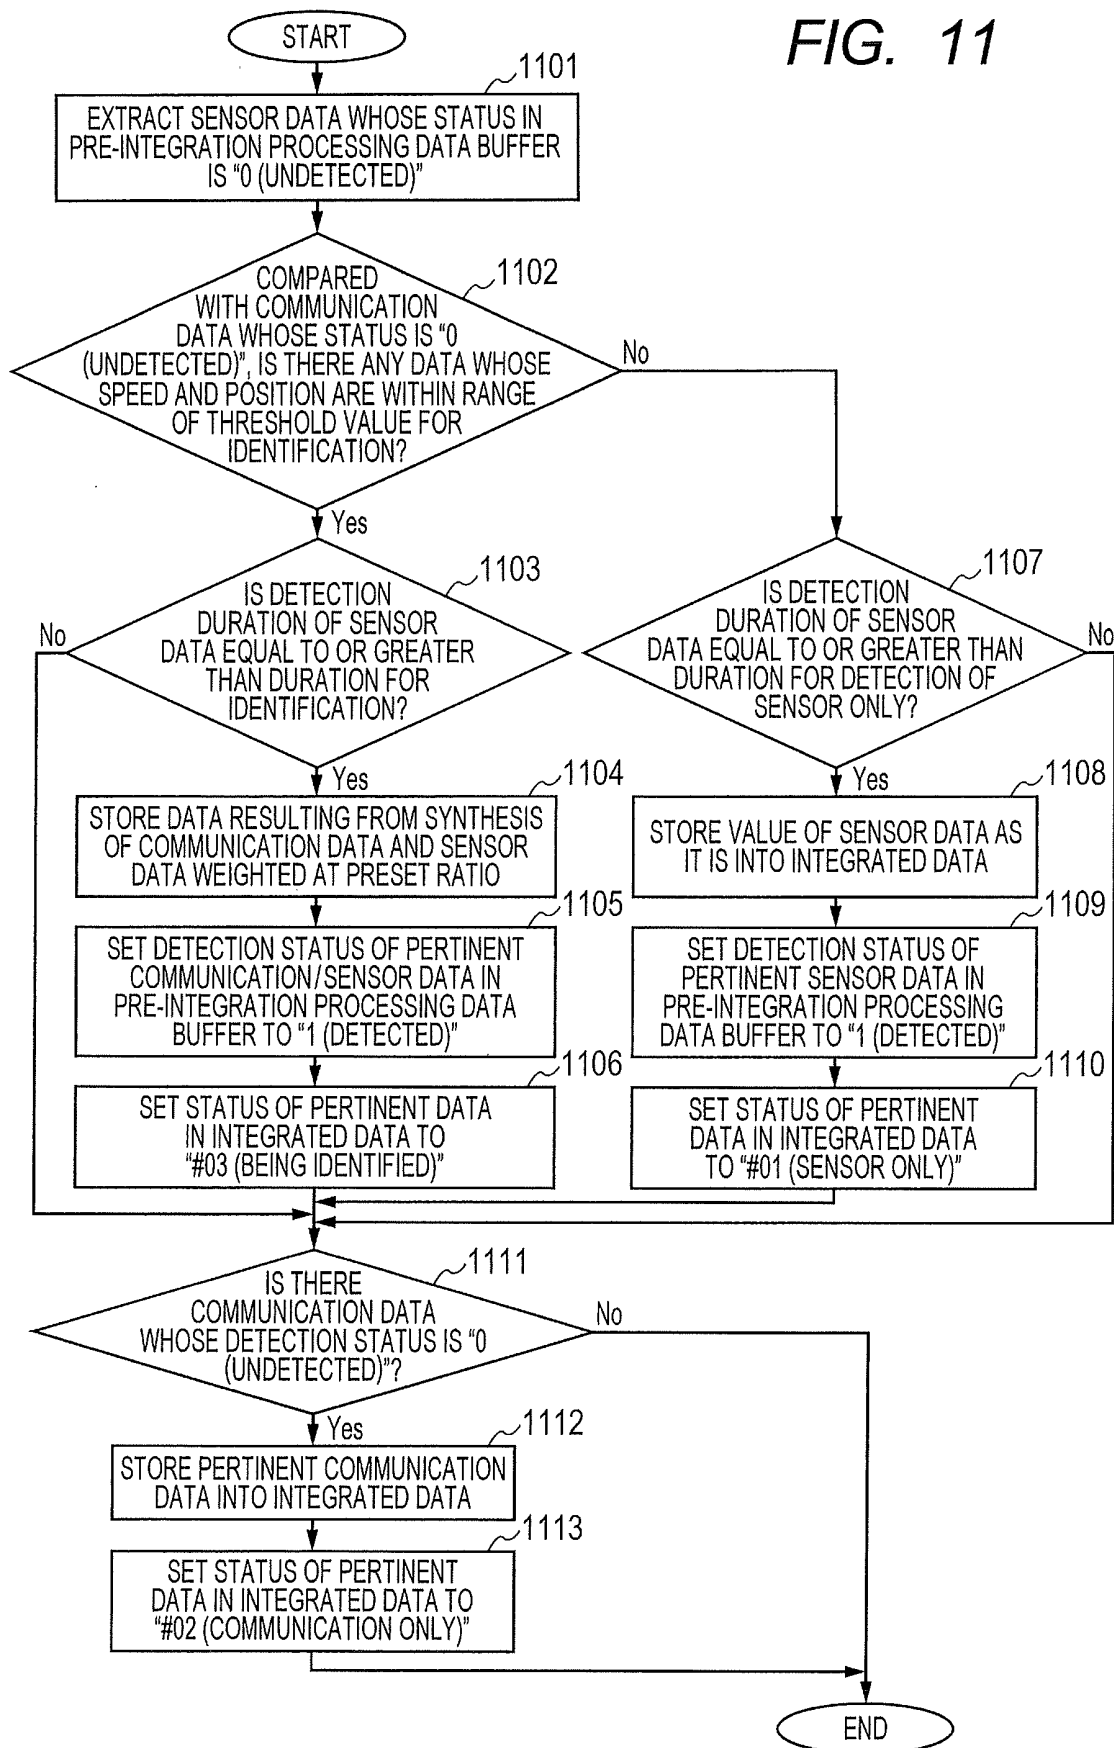 FIG. 11
START
1101
EXTRACT SENSOR DATA WHOSE STATUS IN
PRE-INTEGRATION PROCESSING DATA BUFFER
IS “0 (UNDETECTED)”
1102
COMPARED
WITH COMMUNICATION
DATA WHOSE STATUS IS “0
(UNDETECTED)”, IS THERE ANY DATA WHOSE
SPEED AND POSITION ARE WITHIN RANGE
OF THRESHOLD VALUE FOR
IDENTIFICATION?
No
Yes
1103
IS DETECTION
DURATION OF SENSOR
DATA EQUAL TO OR GREATER
THAN DURATION FOR
IDENTIFICATION?
No
Yes
1107
IS DETECTION
DURATION OF SENSOR
DATA EQUAL TO OR GREATER THAN
DURATION FOR DETECTION OF
SENSOR ONLY?
No
Yes
1104
STORE DATA RESULTING FROM SYNTHESIS
OF COMMUNICATION DATA AND SENSOR
DATA WEIGHTED AT PRESET RATIO
1108
STORE VALUE OF SENSOR DATA AS
IT IS INTO INTEGRATED DATA
1105
SET DETECTION STATUS OF PERTINENT
COMMUNICATION/SENSOR DATA IN
PRE-INTEGRATION PROCESSING DATA
BUFFER TO “1 (DETECTED)”
1109
SET DETECTION STATUS OF
PERTINENT SENSOR DATA IN
PRE-INTEGRATION PROCESSING
DATA BUFFER TO “1 (DETECTED)”
1106
SET STATUS OF PERTINENT DATA
IN INTEGRATED DATA TO
“#03 (BEING IDENTIFIED)”
1110
SET STATUS OF PERTINENT
DATA IN INTEGRATED DATA
TO “#01 (SENSOR ONLY)”
1111
IS THERE
COMMUNICATION DATA
WHOSE DETECTION STATUS IS “0
(UNDETECTED)”?
No
Yes
1112
STORE PERTINENT COMMUNICATION
DATA INTO INTEGRATED DATA
1113
SET STATUS OF PERTINENT
DATA IN INTEGRATED DATA TO
“#02 (COMMUNICATION ONLY)”
END